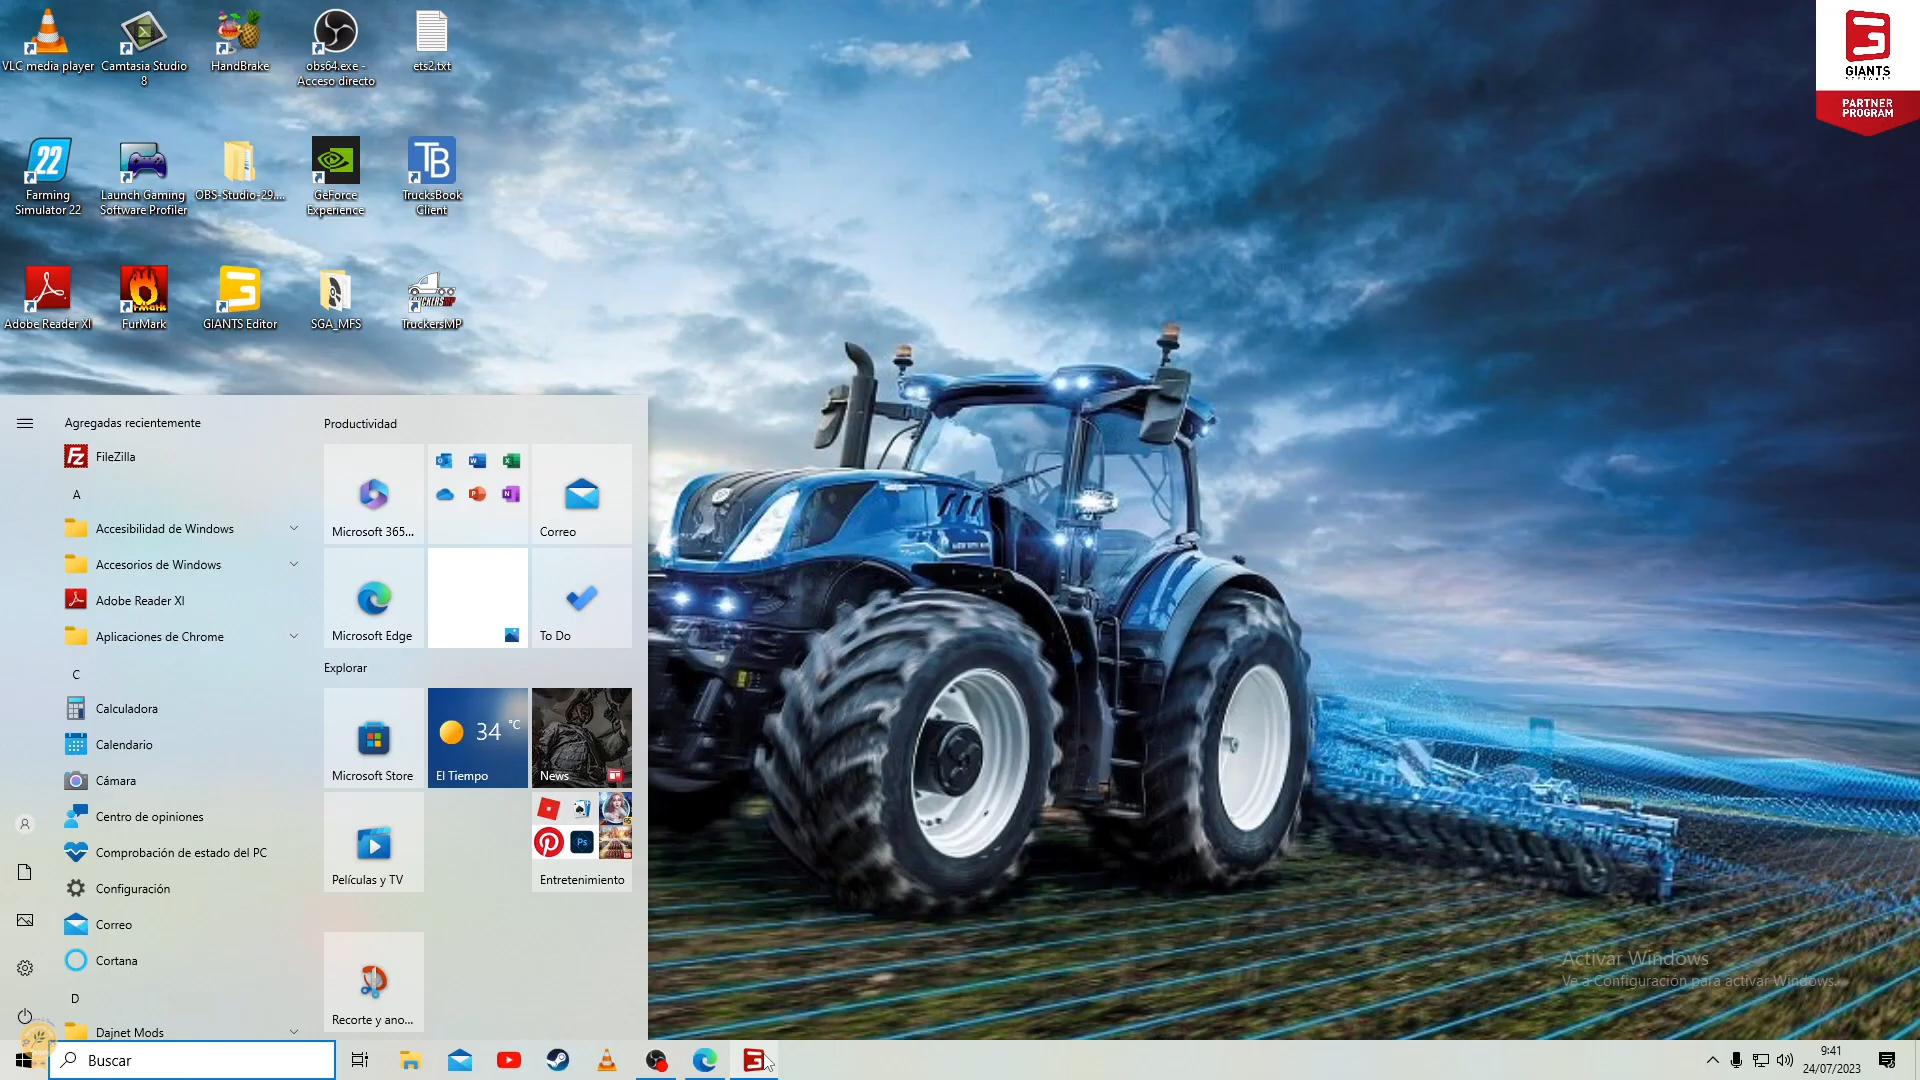 VLC media player
Camtasia Studio
8
HandBrake
obs64.exe -
Acceso directo
ets2.txt
GIANTS
PARTNER
PROGRAM
22
Farming
Simulator 22
Launch Gaming
Software Profiler
OBS-Studio-29....
GeForce
Experience
TB
TrucksBook
Client
Adobe Reader XI
FurMark
GIANTS Editor
SGA_MFS
TruckersMP
Agregadas recientemente
FileZilla
A
Accesibilidad de Windows
Accesorios de Windows
Adobe Reader XI
Aplicaciones de Chrome
C
Calculadora
Calendario
Cámara
Centro de opiniones
Comprobación de estado del PC
Configuración
Correo
Cortana
D
Dajnet Mods
Productividad
Microsoft 365...
Correo
Microsoft Edge
To Do
Explorar
Microsoft Store
34 °C
El Tiempo
News
Películas y TV
Ps
Entretenimiento
Recorte y ano...
Activar Windows
Ve a Configuración para activar Windows.
Buscar
9:41
24/07/2023